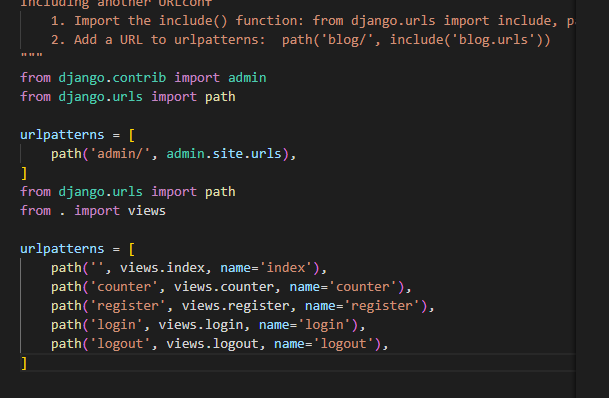 Including another URLconf
    1. Import the include() function: from django.urls import include,
    2. Add a URL to urlpatterns:  path('blog/', include('blog.urls'))
"""
from django.contrib import admin
from django.urls import path
urlpatterns = [
    path('admin/', admin.site.urls),
]
from django.urls import path
from . import views
urlpatterns = [
    path('', views.index, name='index'),
    path('counter', views.counter, name='counter'),
    path('register', views.register, name='register'),
    path('login', views.login, name='login'),
    path('logout', views.logout, name='logout'),
]